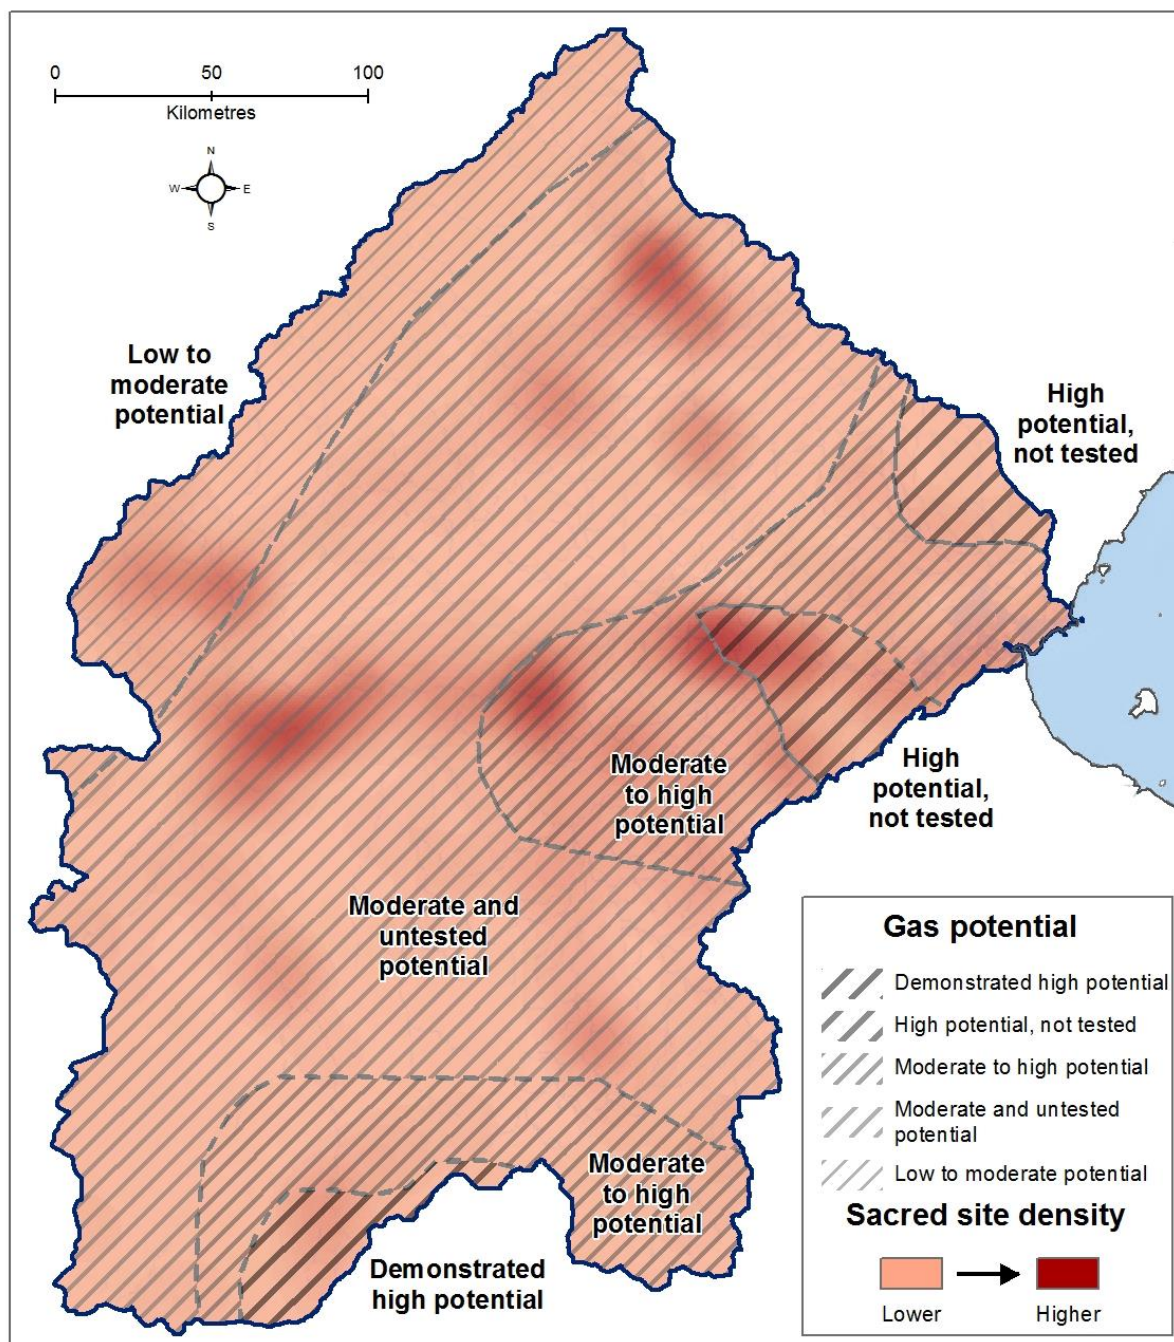 0 50 100
Kilometres
N
W E
S
Low to
moderate
potential
High
potential,
not tested
Moderate
to high
potential
High
potential,
not tested
Moderate and
untested
potential
Moderate
to high
potential
Demonstrated
high potential
Gas potential
Demonstrated high potential
High potential, not tested
Moderate to high potential
Moderate and untested
potential
Low to moderate potential
Sacred site density
Lower Higher